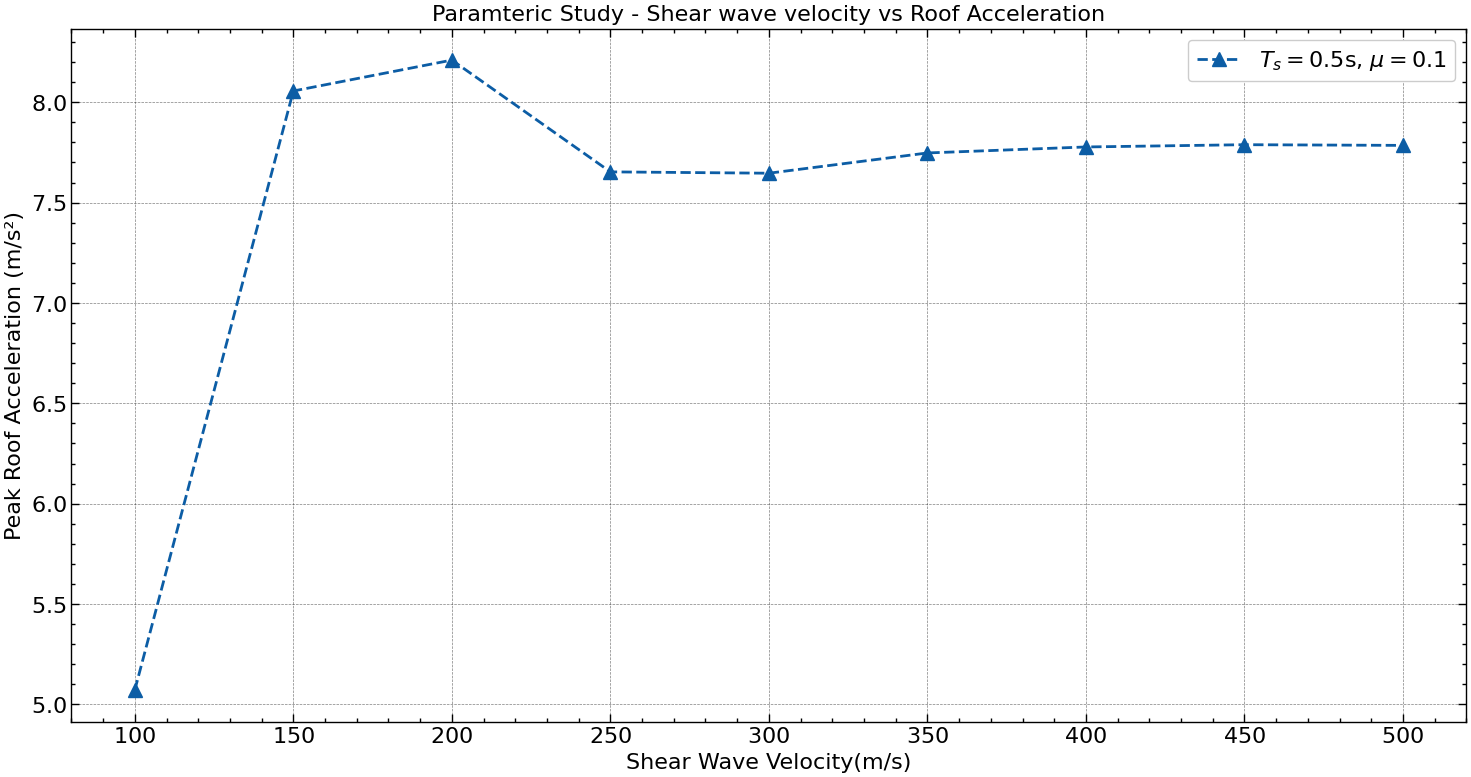 Paramteric Study - Shear wave velocity vs Roof Acceleration
T_s = 0.5s, μ = 0.1
Peak Roof Acceleration (m/s²)
8.0
7.5
7.0
6.5
6.0
5.5
5.0
100 150 200 250 300 350 400 450 500
Shear Wave Velocity(m/s)